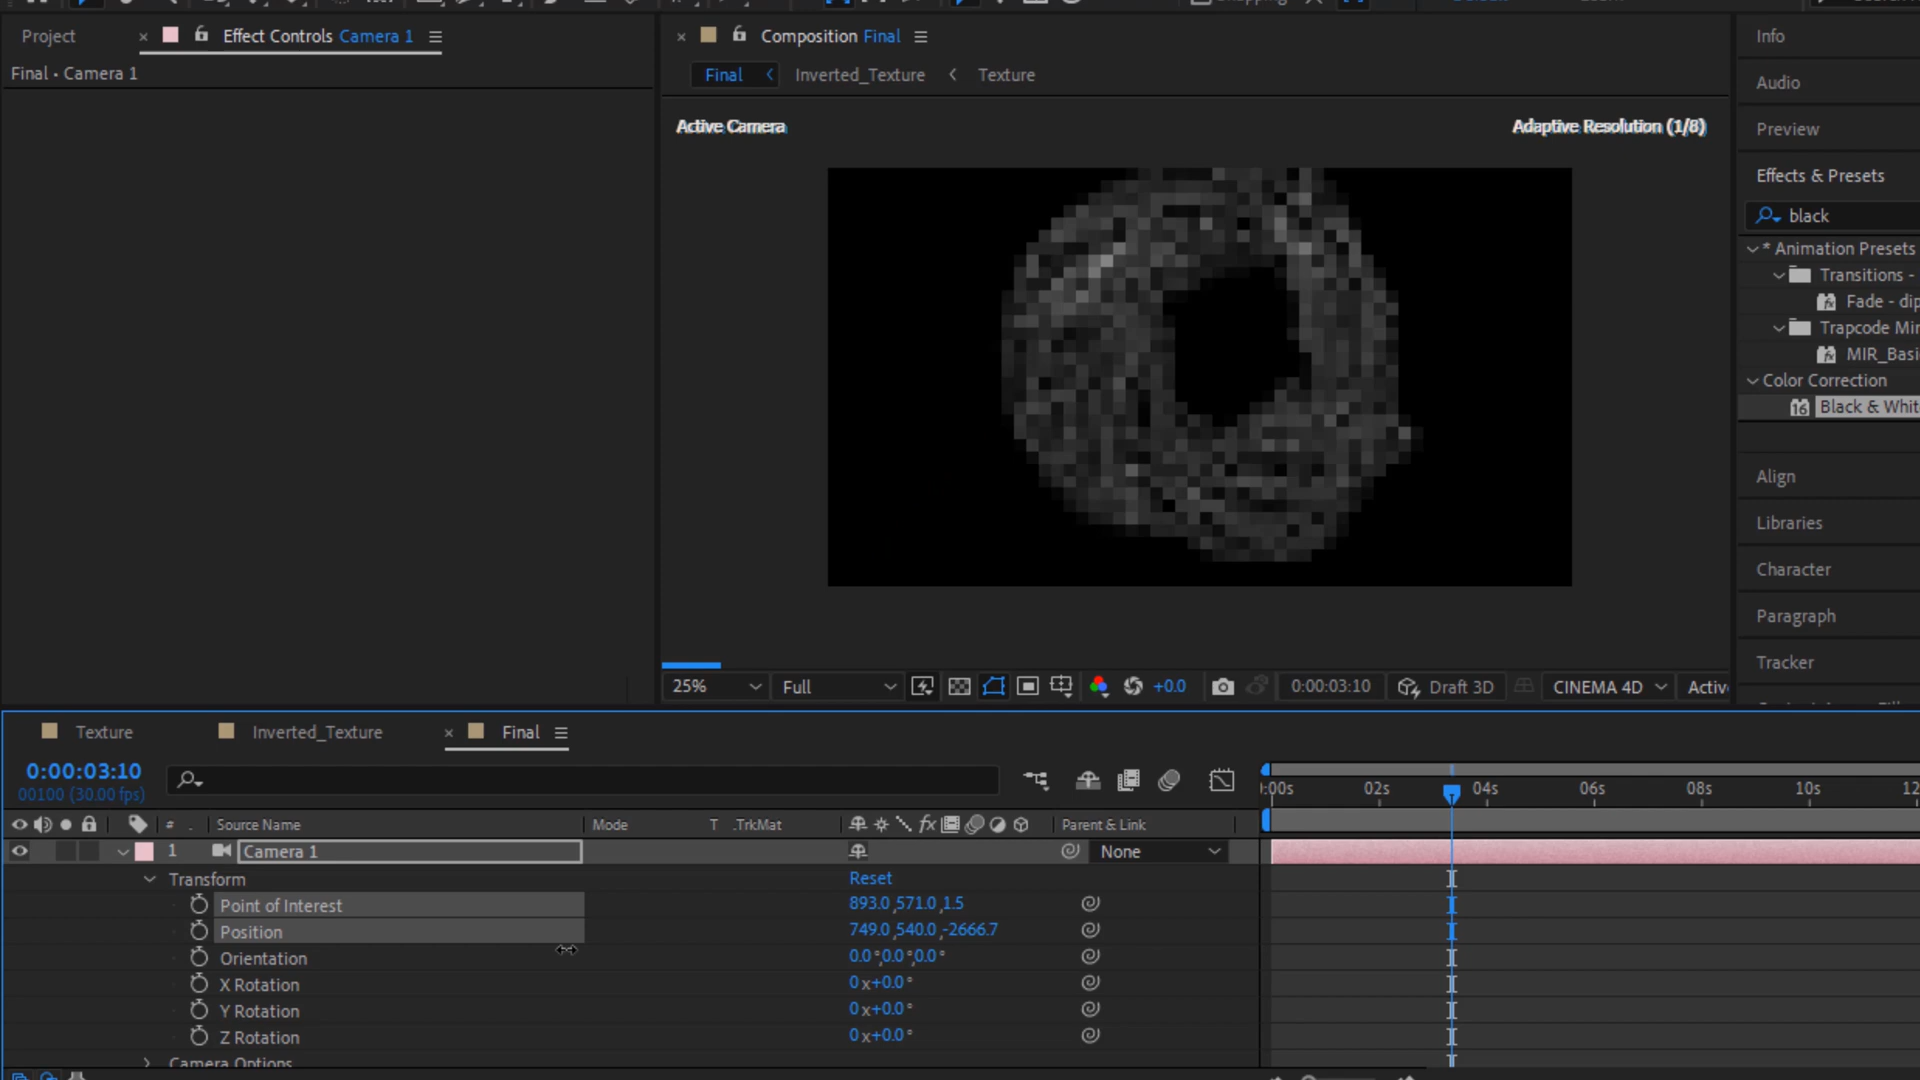 Project
× Effect Controls Camera 1
Final • Camera 1
× Composition Final
Final
Inverted_Texture
Texture
Active Camera
Adaptive Resolution (1/8)
25%
Full
+0.0
0:00:03:10
Draft 3D
CINEMA 4D
Info
Audio
Preview
Effects & Presets
black
* Animation Presets
Transitions -
Fade - dip
Trapcode Mir
MIR_Basi
Color Correction
16
Black & Whit
Align
Libraries
Character
Paragraph
Tracker
Texture
Inverted_Texture
× Final
0:00:03:10
00100 (30.00 fps)
02s
04s
06s
08s
10s
12
# . Source Name
Mode
T .TrkMat
fx
Parent & Link
1 Camera 1
None
Transform
Reset
Point of Interest
893.0,571.0,1.5
Position
749.0,540.0,-2666.7
Orientation
0.0°,0.0°,0.0°
X Rotation
0x+0.0°
Y Rotation
0x+0.0°
Z Rotation
0x+0.0°
Camera Options